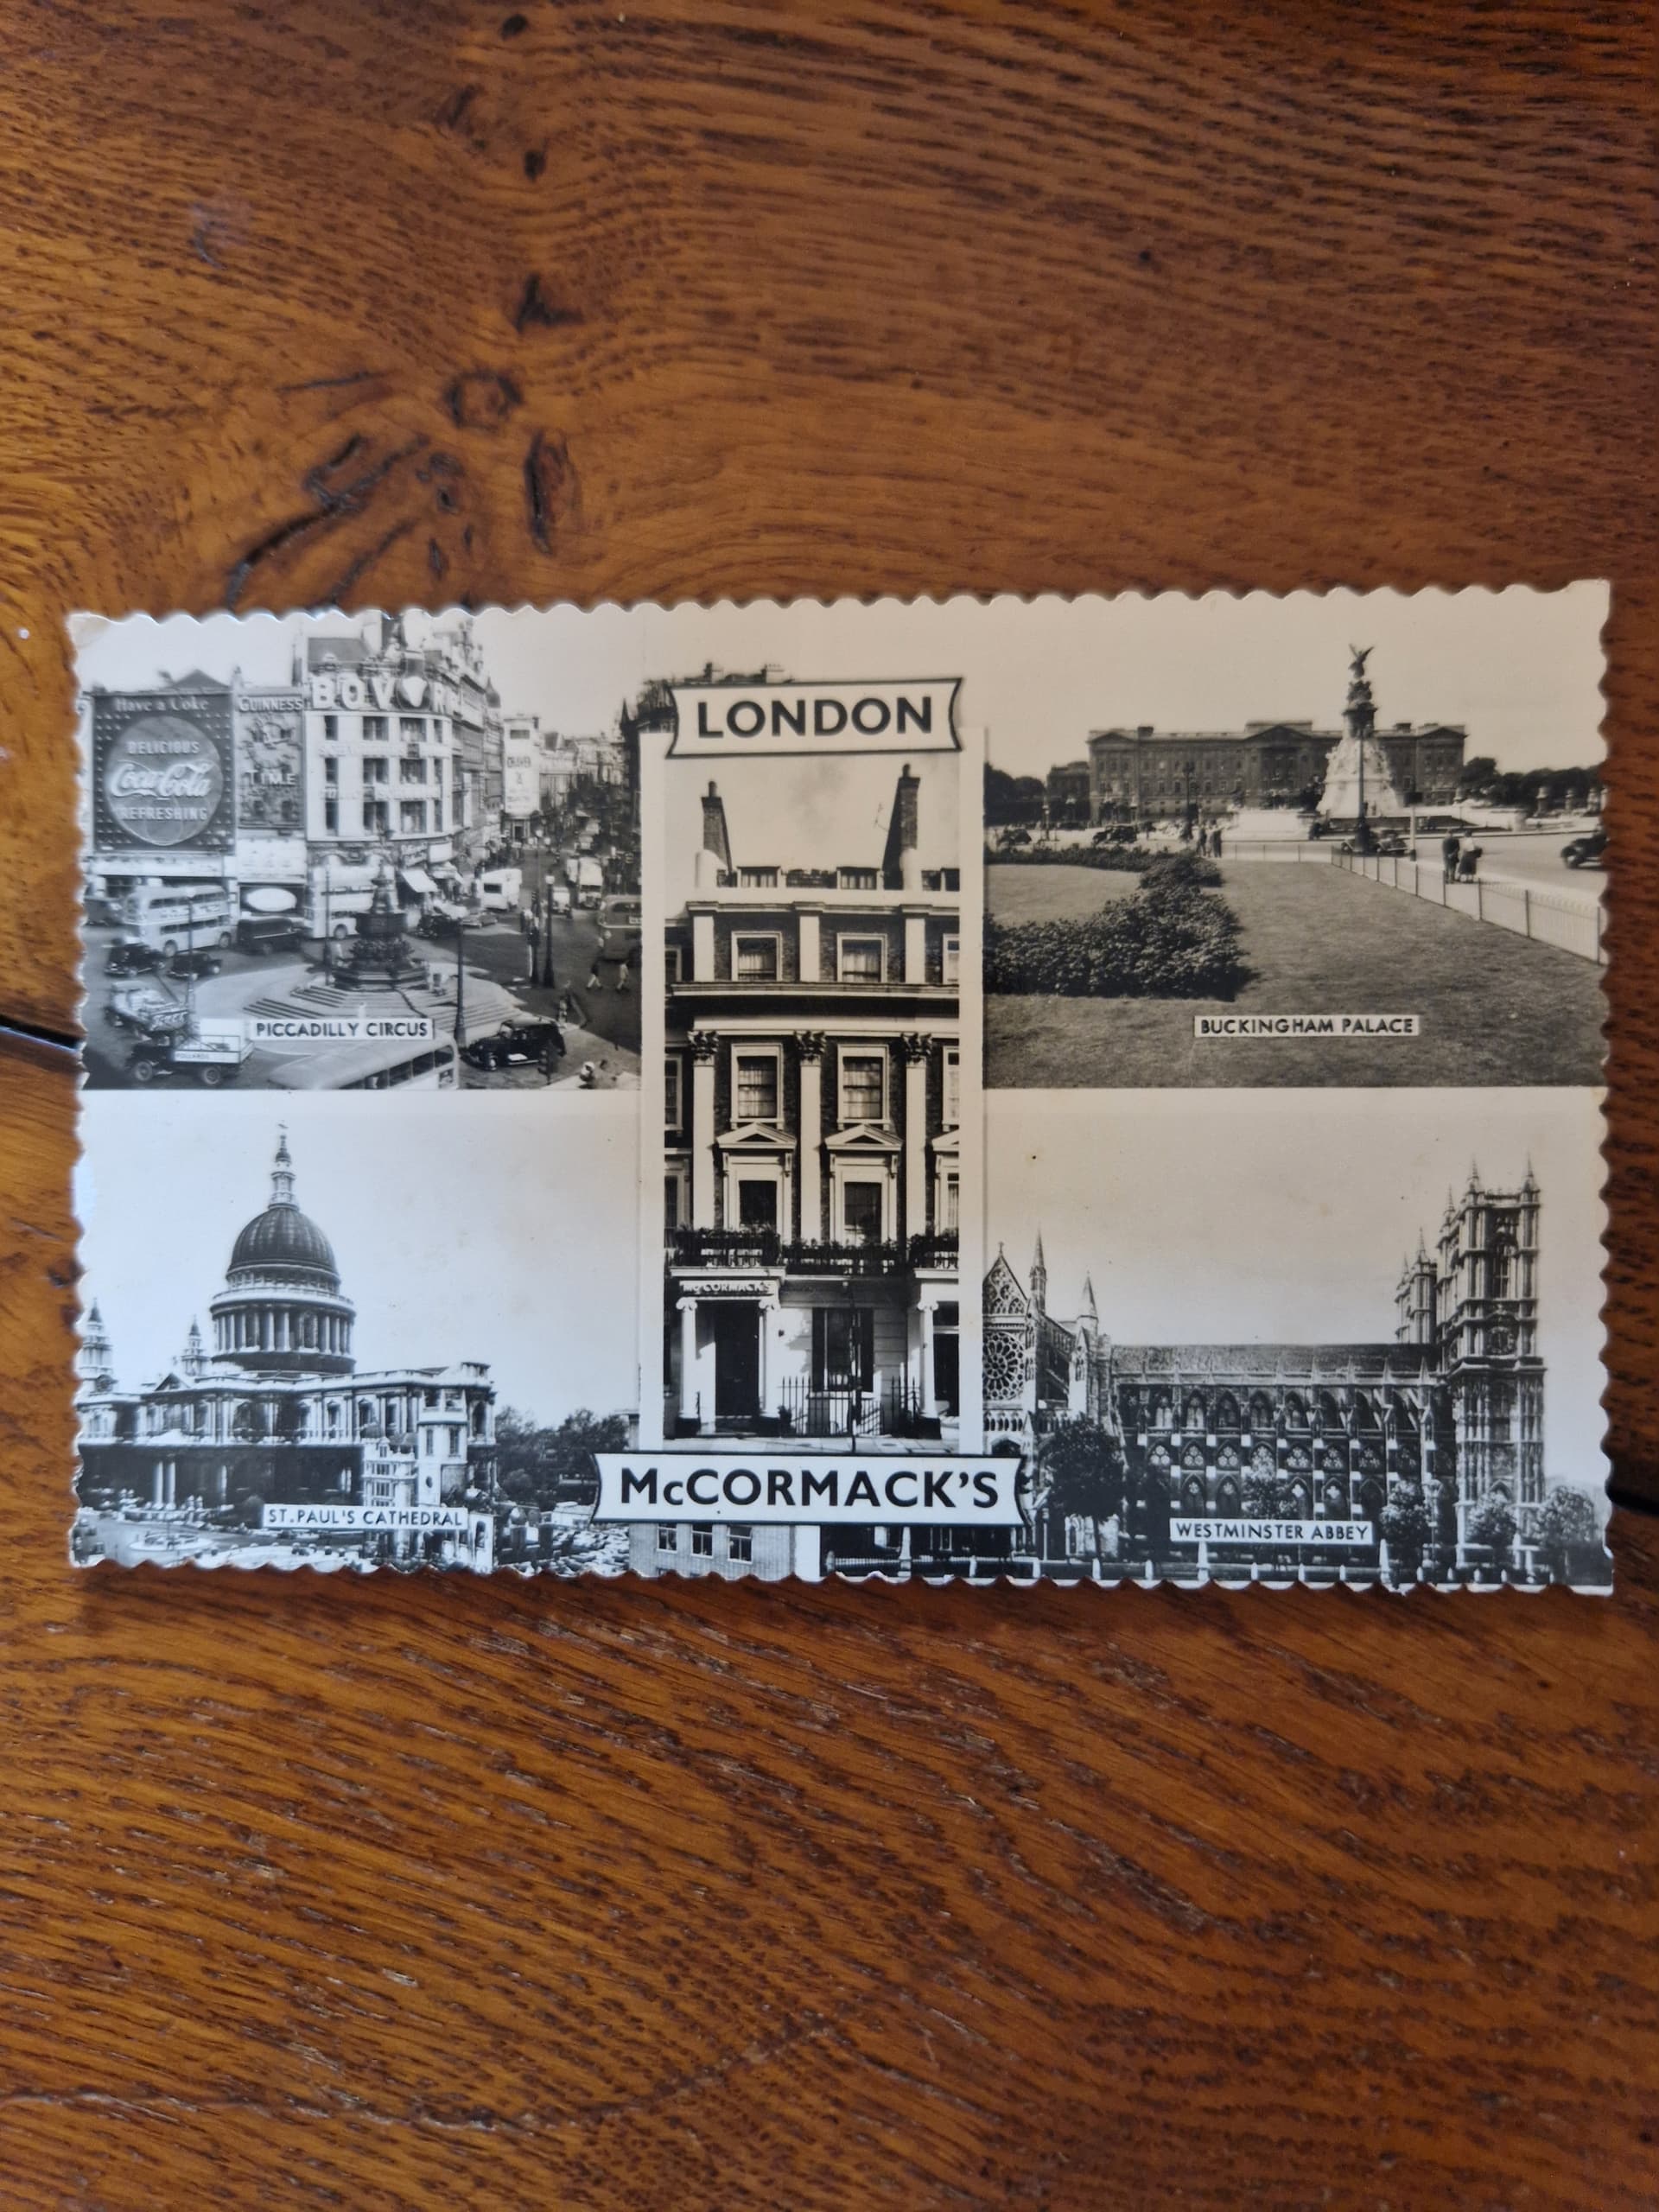 LONDON
Have a Coke
DELICIOUS
Coca-Cola
REFRESHING
GUINNESS
TIME
BOV
PICCADILLY CIRCUS
BUCKINGHAM PALACE
McCORMACK'S
ST. PAUL'S CATHEDRAL
McCORMACK'S
WESTMINSTER ABBEY